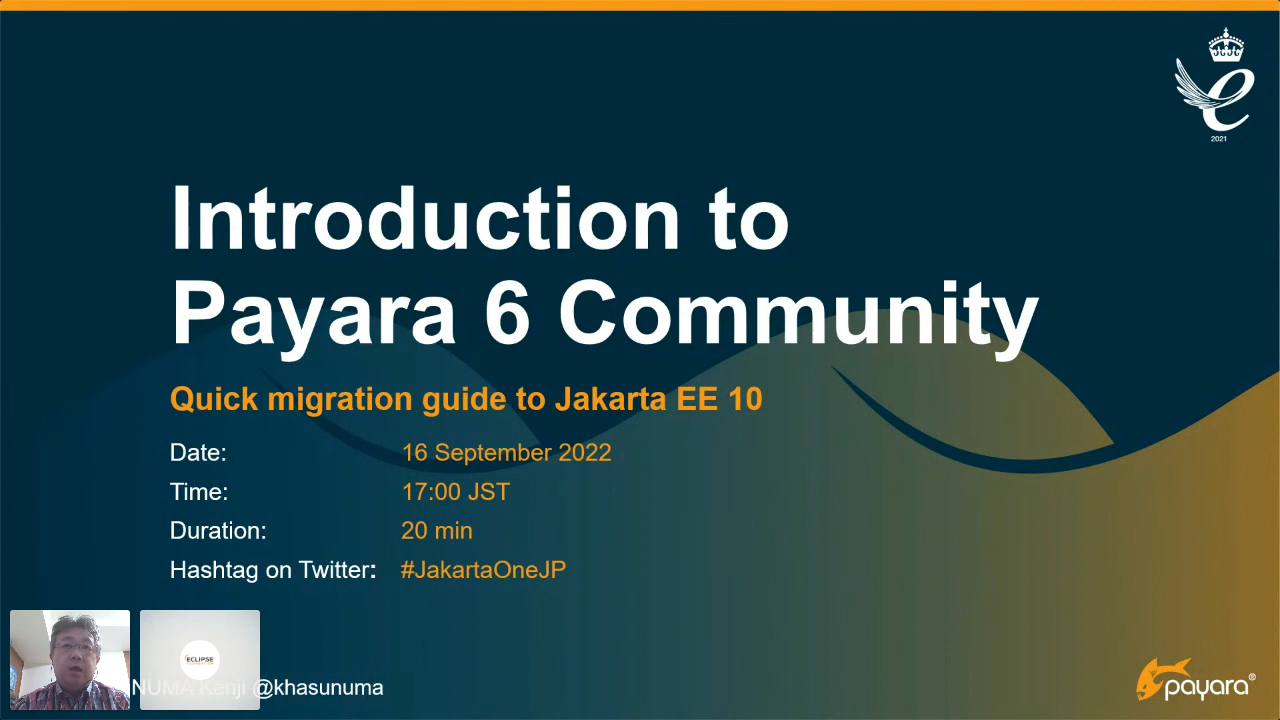 2021
Introduction to
Payara 6 Community
Quick migration guide to Jakarta EE 10
Date: 16 September 2022
Time: 17:00 JST
Duration: 20 min
Hashtag on Twitter: #JakartaOneJP
ECLIPSE
NUMA Kenji @khasunuma
payara®